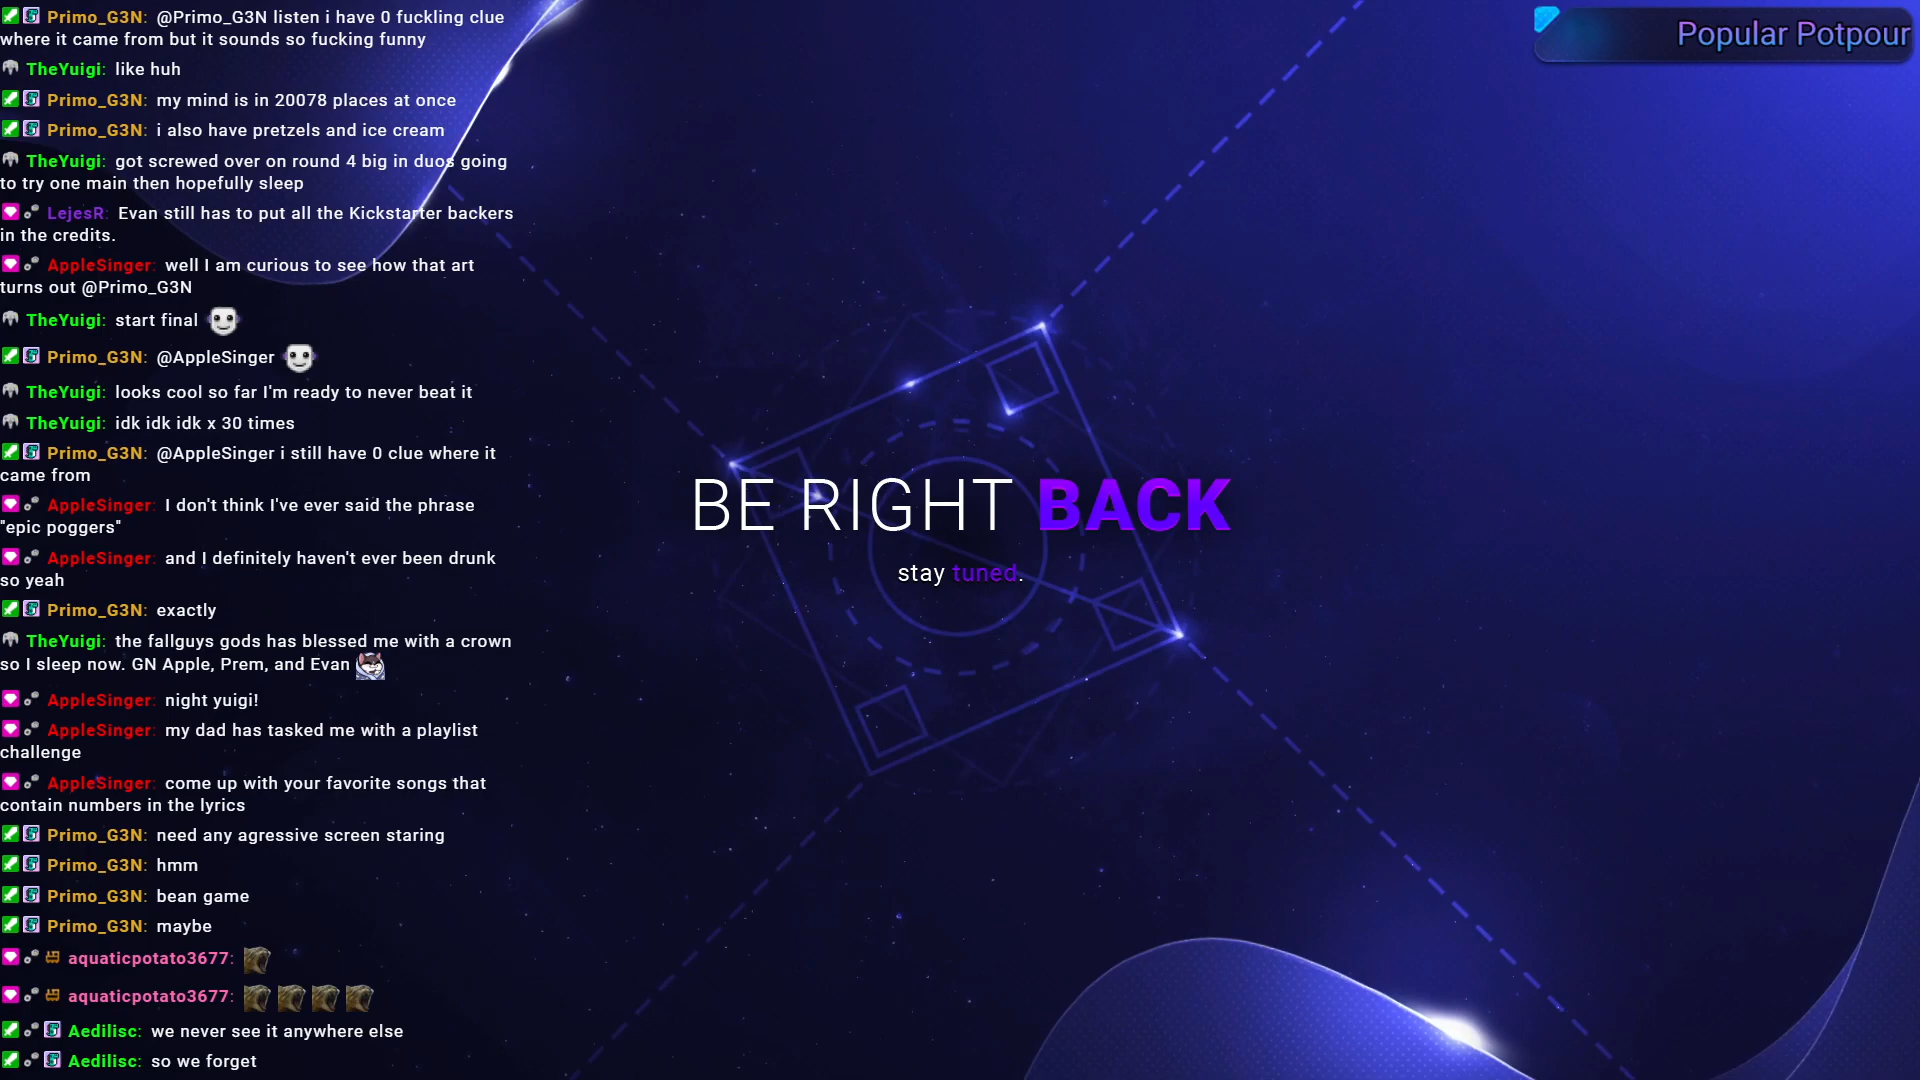 Primo_G3N: @Primo_G3N listen i have 0 fuckling clue
where it came from but it sounds so fucking funny
TheYuigi: like huh
Primo_G3N: my mind is in 20078 places at once
Primo_G3N: i also have pretzels and ice cream
TheYuigi: got screwed over on round 4 big in duos going
to try one main then hopefully sleep
LejesR: Evan still has to put all the Kickstarter backers
in the credits.
AppleSinger: well I am curious to see how that art
turns out @Primo_G3N
TheYuigi: start final
Primo_G3N: @AppleSinger
TheYuigi: looks cool so far I'm ready to never beat it
TheYuigi: idk idk idk x 30 times
Primo_G3N: @AppleSinger i still have 0 clue where it
came from
AppleSinger: I don't think I've ever said the phrase
"epic poggers"
AppleSinger: and I definitely haven't ever been drunk
so yeah
Primo_G3N: exactly
TheYuigi: the fallguys gods has blessed me with a crown
so I sleep now. GN Apple, Prem, and Evan
AppleSinger: night yuigi!
AppleSinger: my dad has tasked me with a playlist
challenge
AppleSinger: come up with your favorite songs that
contain numbers in the lyrics
Primo_G3N: need any agressive screen staring
Primo_G3N: hmm
Primo_G3N: bean game
Primo_G3N: maybe
aquaticpotato3677:
aquaticpotato3677:
Aedilisc: we never see it anywhere else
Aedilisc: so we forget
BE RIGHT BACK
stay tuned.
Popular Potpour